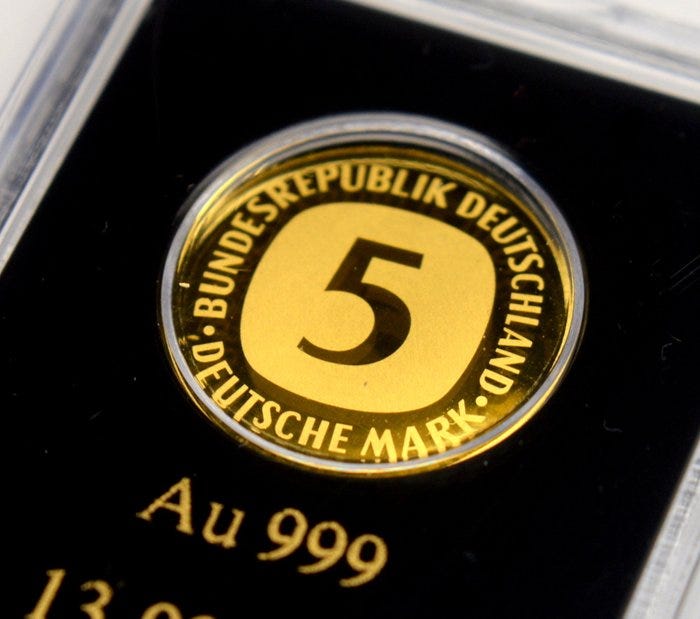 BUNDESREPUBLIK DEUTSCHLAND
5
DEUTSCHE MARK
Au 999